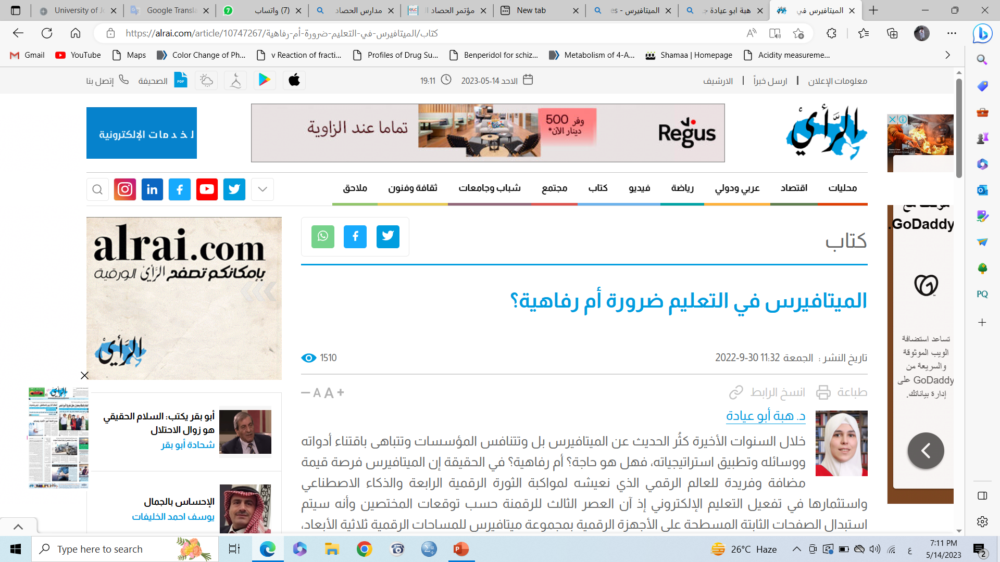 University of Jo
Google Transla
(7) واتساب
مدارس الحصاد
مؤتمر الحصاد ال
New tab
الميتافيرس - es
هبة ابو عيادة ج
الميتافيرس في
https://alrai.com/article/10747267/كتاب/الميتافيرس-في-التعليم-ضرورة-أم-رفاهية
Gmail
YouTube
Maps
Color Change of Ph...
v Reaction of fracti...
Profiles of Drug Su...
Benperidol for schiz...
Metabolism of 4-A...
Shamaa | Homepage
Acidity measureme...
معلومات الإعلان | ارسل خبراً | الارشيف
الاحد 14-05-2023 19:11
الصحيفة
PDF
إتصل بنا
لخدمات الإلكترونية
تماما عند الزاوية
وفر 500
دينار الآن*
Regus
الرأي
محليات
اقتصاد
عربي ودولي
رياضة
فيديو
كتاب
مجتمع
شباب وجامعات
ثقافة وفنون
ملاحق
alrai.com
بإمكانكم تصفح الرَّأي الورقية
الرأي
كتاب
الميتافيرس في التعليم ضرورة أم رفاهية؟
تاريخ النشر : الجمعة 11:32 30-9-2022
1510
طباعة
انسخ الرابط
– A A +
د. هبة أبو عيادة
خلال السنوات الأخيرة كثُر الحديث عن الميتافيرس بل وتتنافس المؤسسات وتتباهى باقتناء أدواته
ووسائله وتطبيق استراتيجياته، فهل هو حاجة؟ أم رفاهية؟ في الحقيقة إن الميتافيرس فرصة قيمة
مضافة وفريدة للعالم الرقمي الذي نعيشه لمواكبة الثورة الرقمية الرابعة والذكاء الاصطناعي
واستثمارها في تفعيل التعليم الإلكتروني إذ آن العصر الثالث للرقمنة حسب توقعات المختصين وأنه سيتم
استبدال الصفحات الثابتة المسطحة على الأجهزة الرقمية بمجموعة ميتافيرس للمساحات الرقمية ثلاثية الأبعاد،
أبو بقر يكتب: السلام الحقيقي
هو زوال الاحتلال
شحادة أبو بقر
الإحساس بالجمال
يوسف احمد الخليفات
GoDaddy.
تساعد استضافة
الويب الموثوقة
والسريعة من
GoDaddy على
إدارة بياناتك.
PQ
Type here to search
26°C Haze
ع
7:11 PM
5/14/2023
2